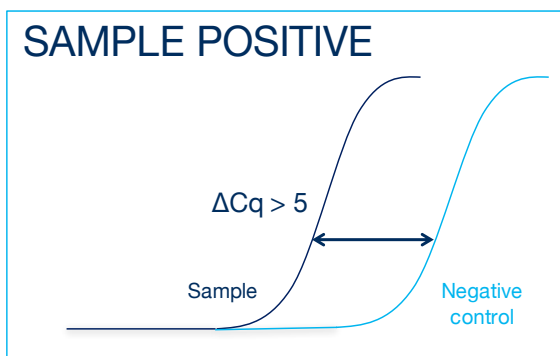 SAMPLE POSITIVE
ΔCq > 5
Sample
Negative
control